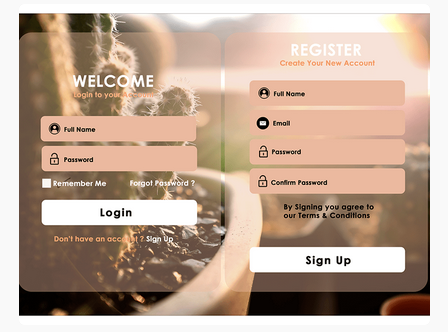 WELCOME
Login to your
Full Name
Password
Remember Me
Forgot Password ?
Login
Don't have an account ? Sign Up
REGISTER
Create Your New Account
Full Name
Email
Password
Confirm Password
By Signing you agree to
our Terms & Conditions
Sign Up